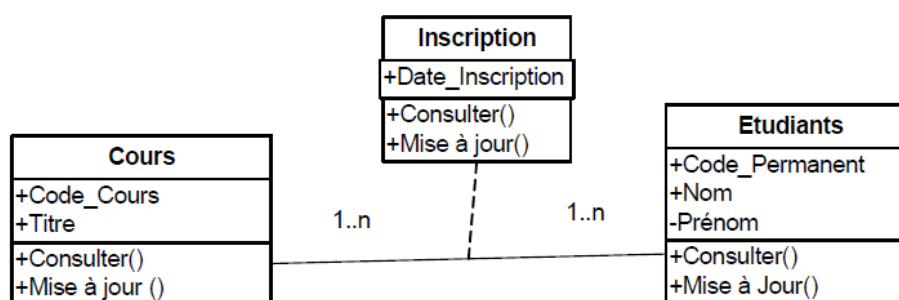 Inscription
+Date_Inscription
+Consulter()
+Mise à jour()
Cours
+Code_Cours
+Titre
+Consulter()
+Mise à jour ()
1..n
1..n
Etudiants
+Code_Permanent
+Nom
-Prénom
+Consulter()
+Mise à Jour()